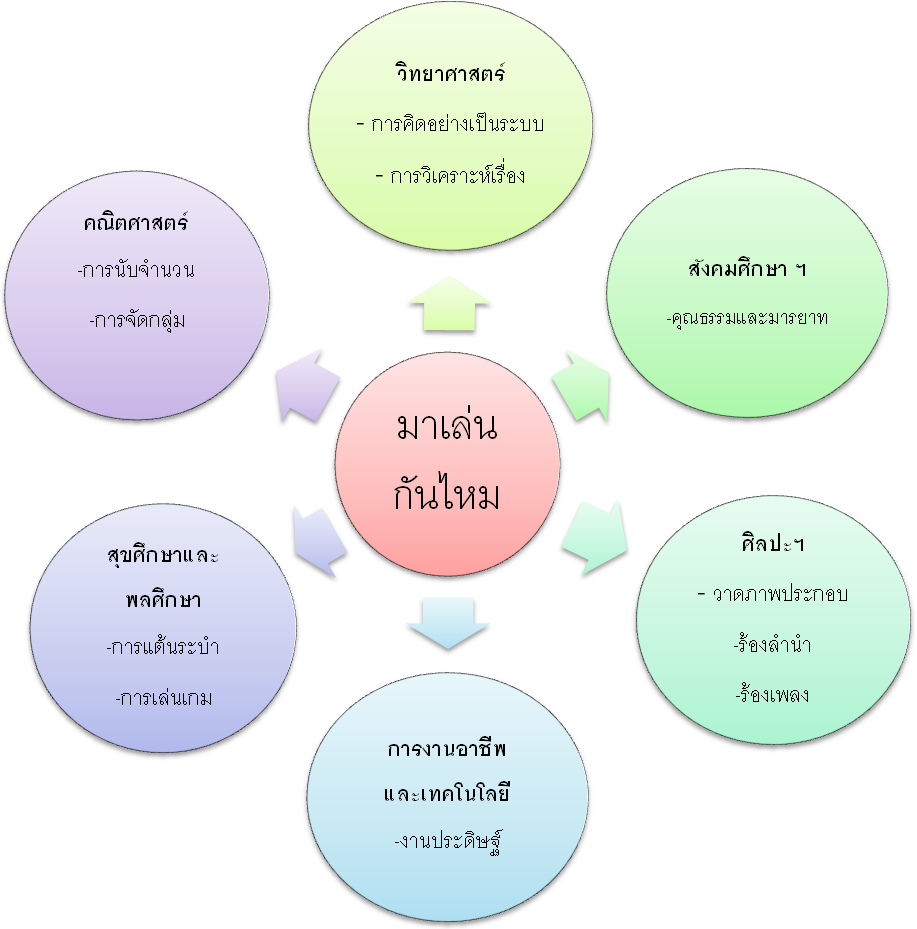 วิทยาศาสตร์
- การคิดอย่างเป็นระบบ
- การวิเคราะห์เรื่อง
คณิตศาสตร์
-การนับจำนวน
-การจัดกลุ่ม
สังคมศึกษา ฯ
-คุณธรรมและมารยาท
มาเล่น
กันไหม
สุขศึกษาและ
พลศึกษา
-การแต้นระบำ
-การเล่นเกม
ศิลปะฯ
- วาดภาพประกอบ
-ร้องลำนำ
-ร้องเพลง
การงานอาชีพ
และเทคโนโลยี
-งานประดิษฐ์